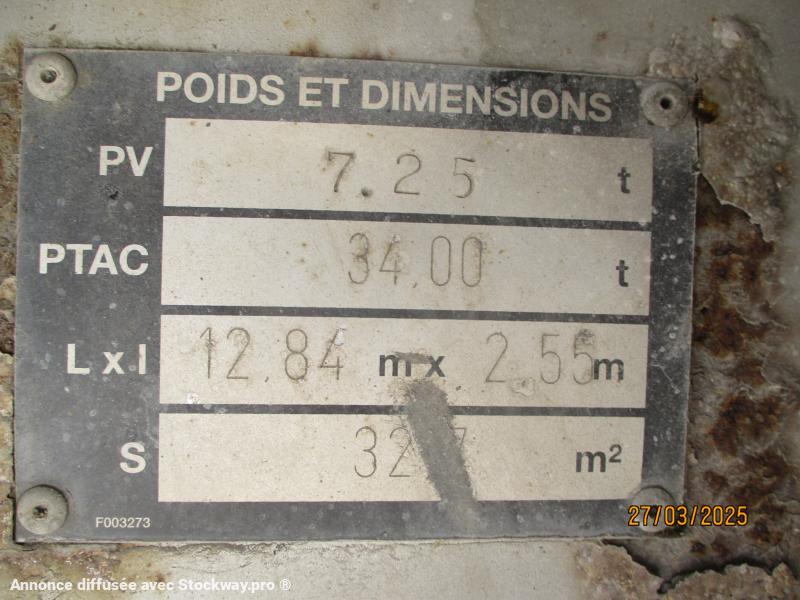 POIDS ET DIMENSIONS
PV 7.25 t
PTAC 34.00 t
L x l 12.84 m x 2.55 m
S m²
F003273
27/03/2025
Annonce diffusée avec Stockway.pro ®